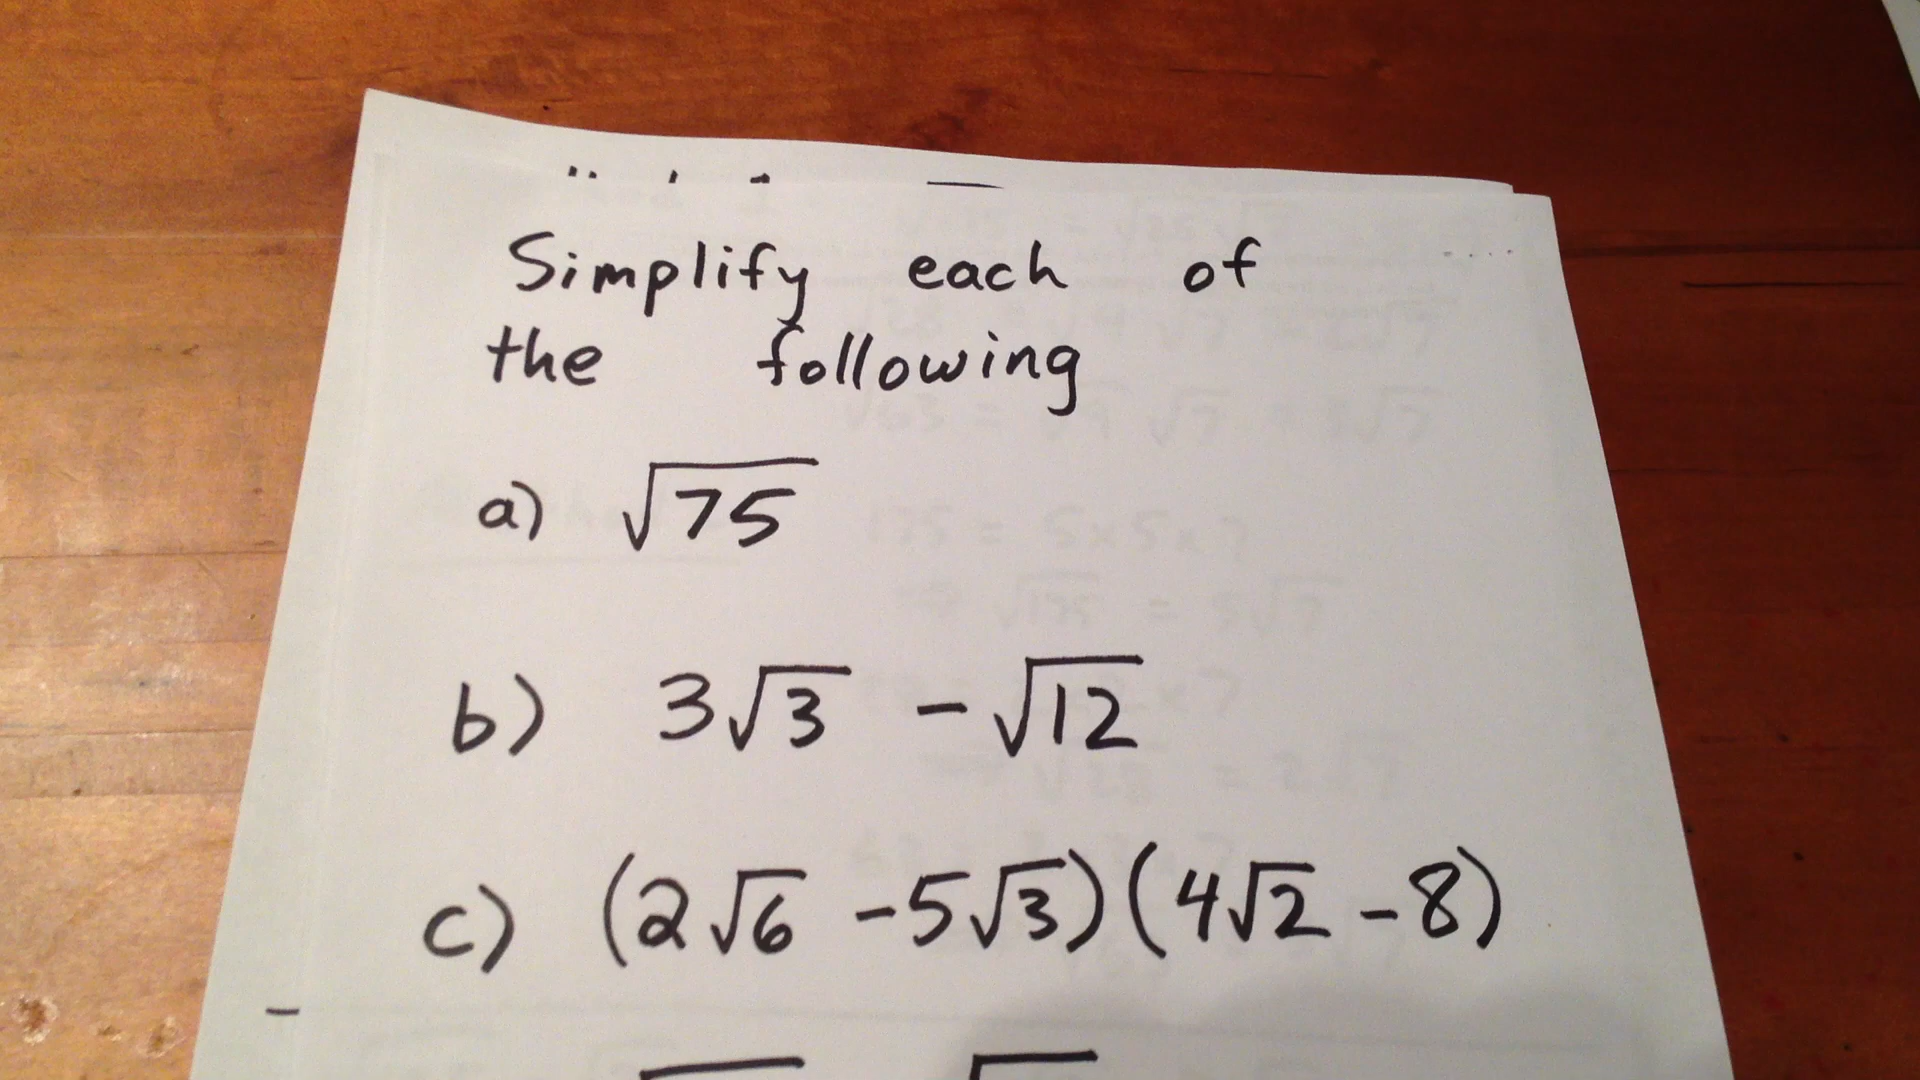 Simplify each of
the following
a) √75
b) 3√3 - √12
c) (2√6 - 5√3)(4√2 - 8)